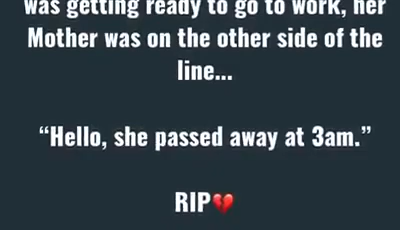 was getting ready to go to work, her
Mother was on the other side of the
line...
“Hello, she passed away at 3am.”
RIP💔